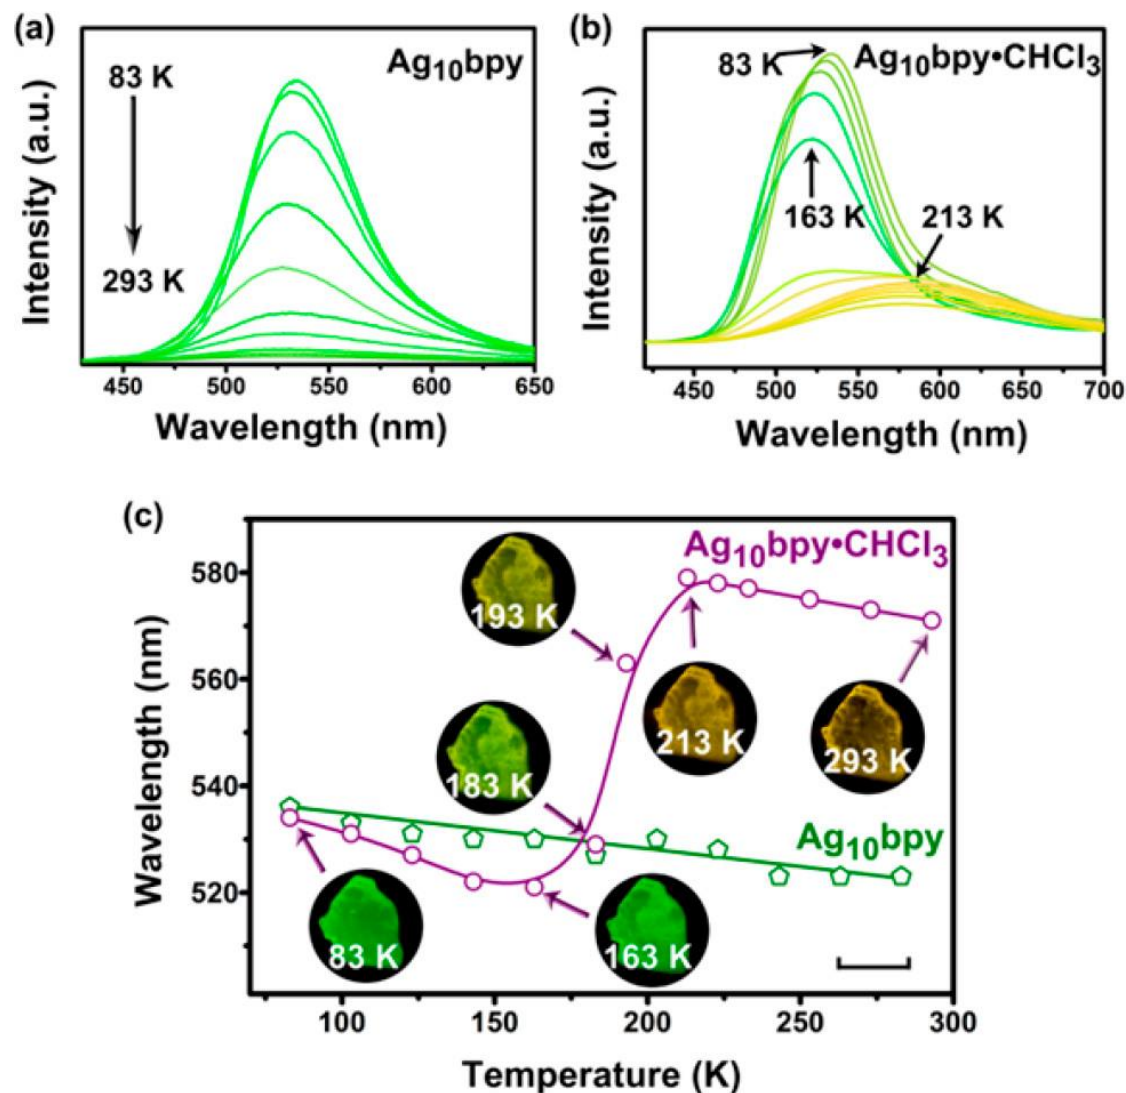 (a)
Ag10bpy
83 K
293 K
Intensity (a.u.)
450 500 550 600 650
Wavelength (nm)
(b)
83 K
Ag10bpy•CHCl3
163 K
213 K
Intensity (a.u.)
450 500 550 600 650 700
Wavelength (nm)
(c)
Ag10bpy•CHCl3
580
560
540
520
Wavelength (nm)
193 K
213 K
293 K
183 K
Ag10bpy
83 K
163 K
100 150 200 250 300
Temperature (K)